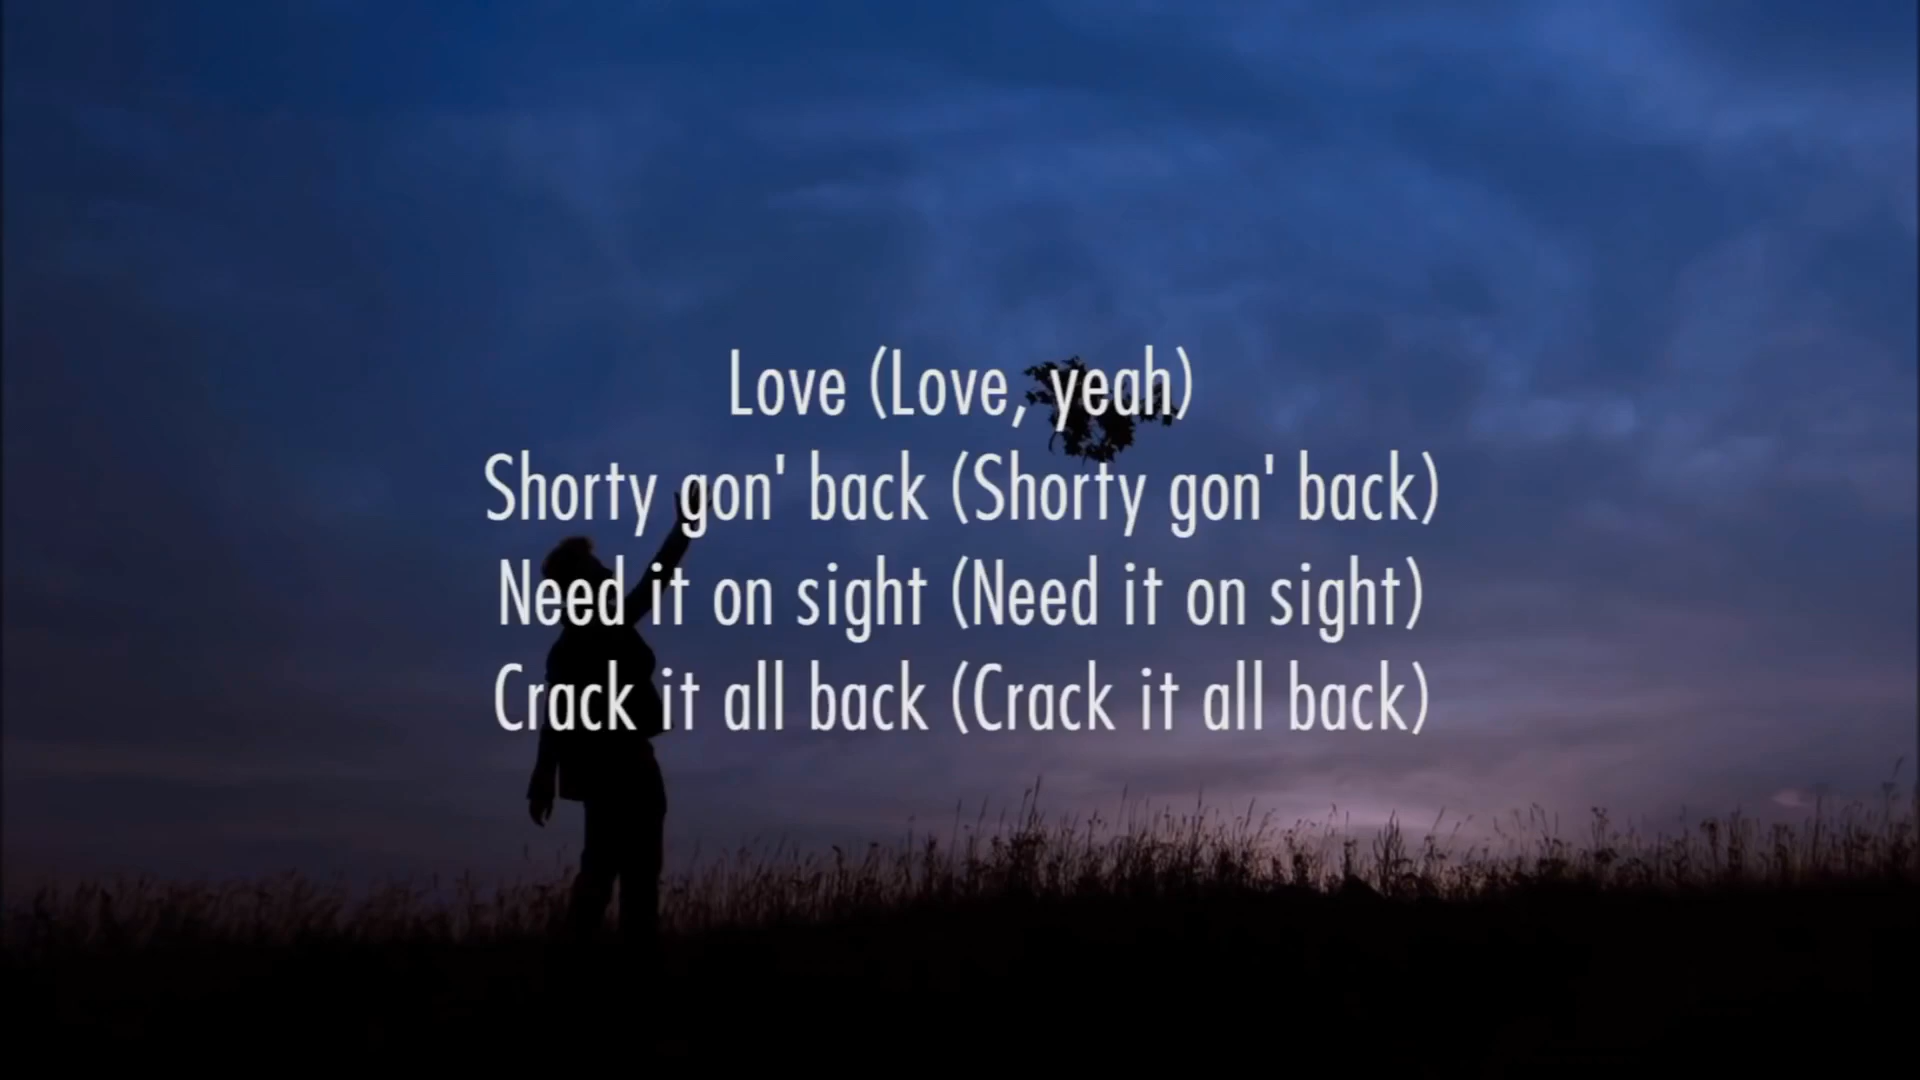 Love (Love, yeah)
Shorty gon' back (Shorty gon' back)
Need it on sight (Need it on sight)
Crack it all back (Crack it all back)